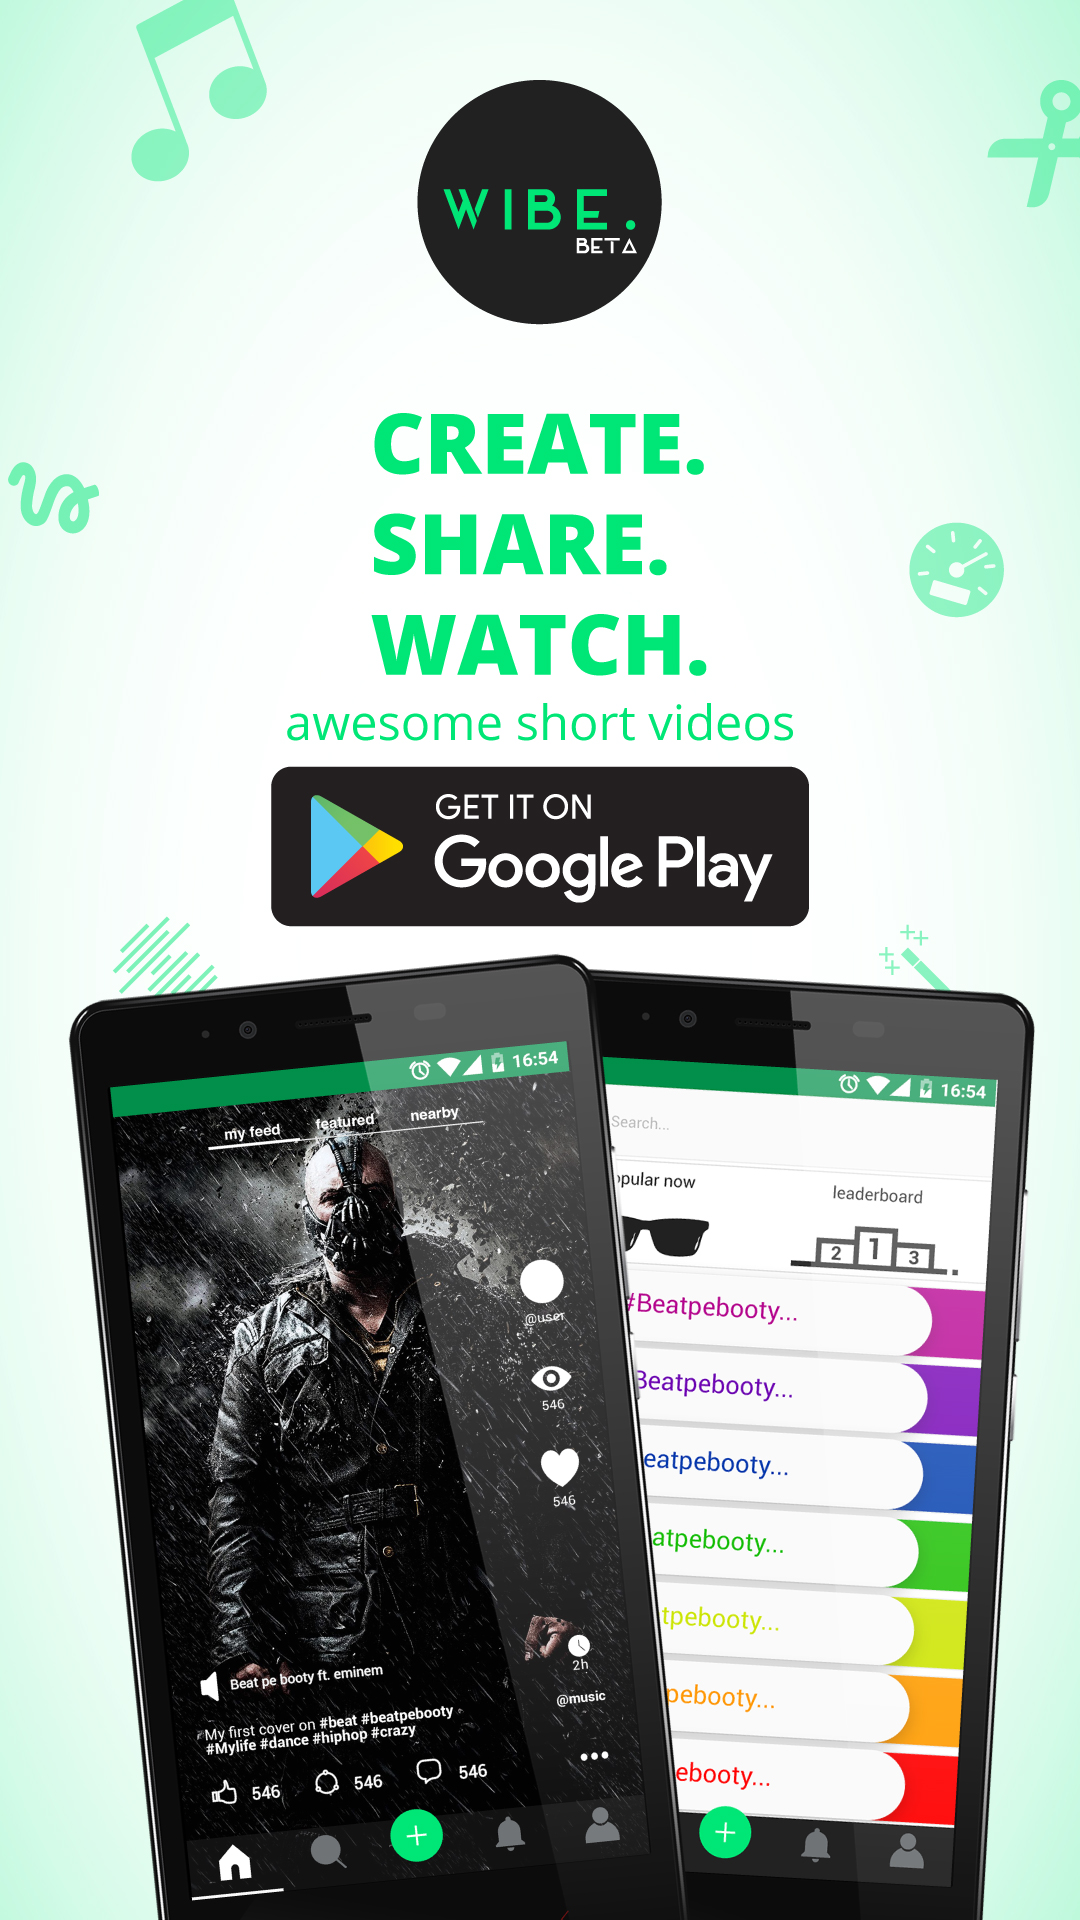 WIBE.
BETA
CREATE.
SHARE.
WATCH.
awesome short videos
GET IT ON
Google Play
16:54
my feed
featured
nearby
@user
546
546
2h
@music
Beat pe booty ft. eminem
My first cover on #beat #beatpebooty
#Mylife #dance #hiphop #crazy
546
546
546
16:54
Search...
opular now
leaderboard
2
1
3
#Beatpebooty...
Beatpebooty...
eatpebooty...
atpebooty...
tpebooty...
pebooty...
ebooty...